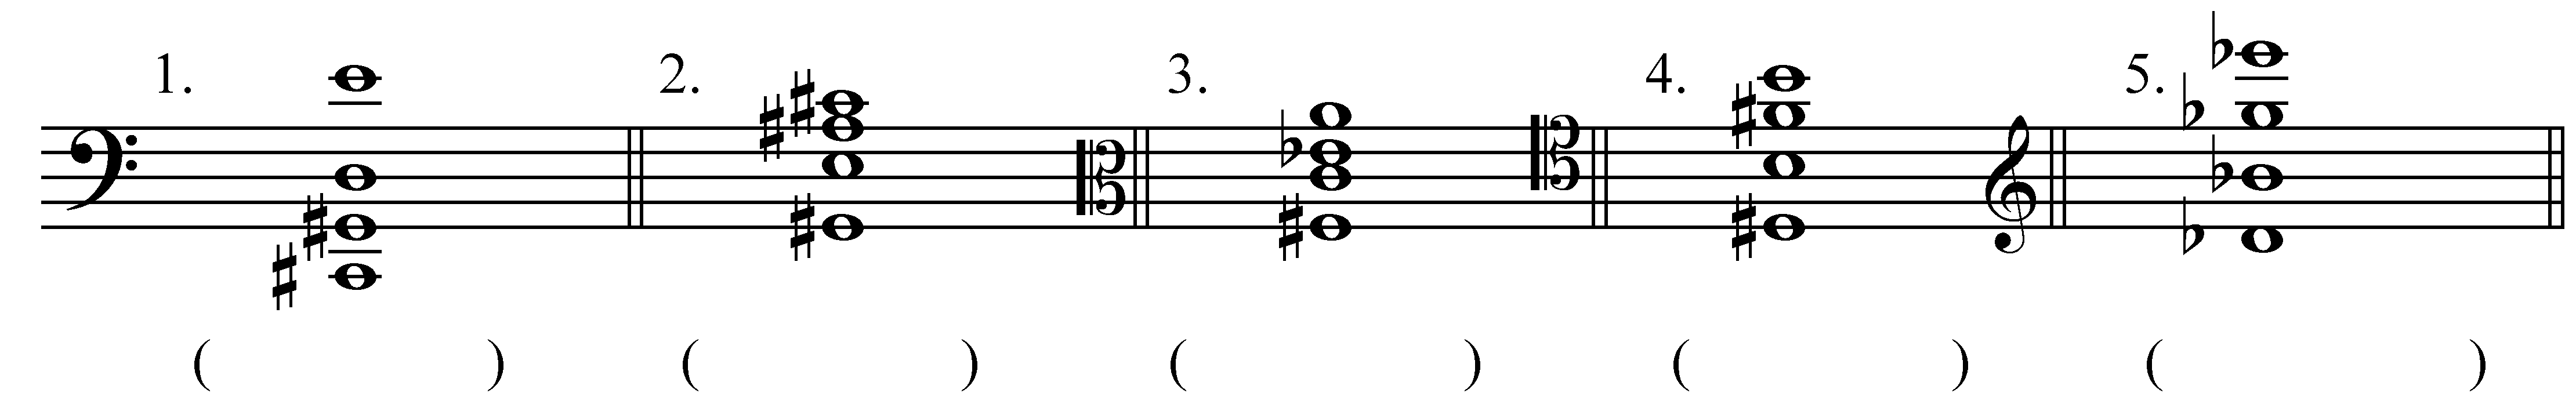 1. 2. 3. 4. 5.
( ) ( ) ( ) ( ) ( )